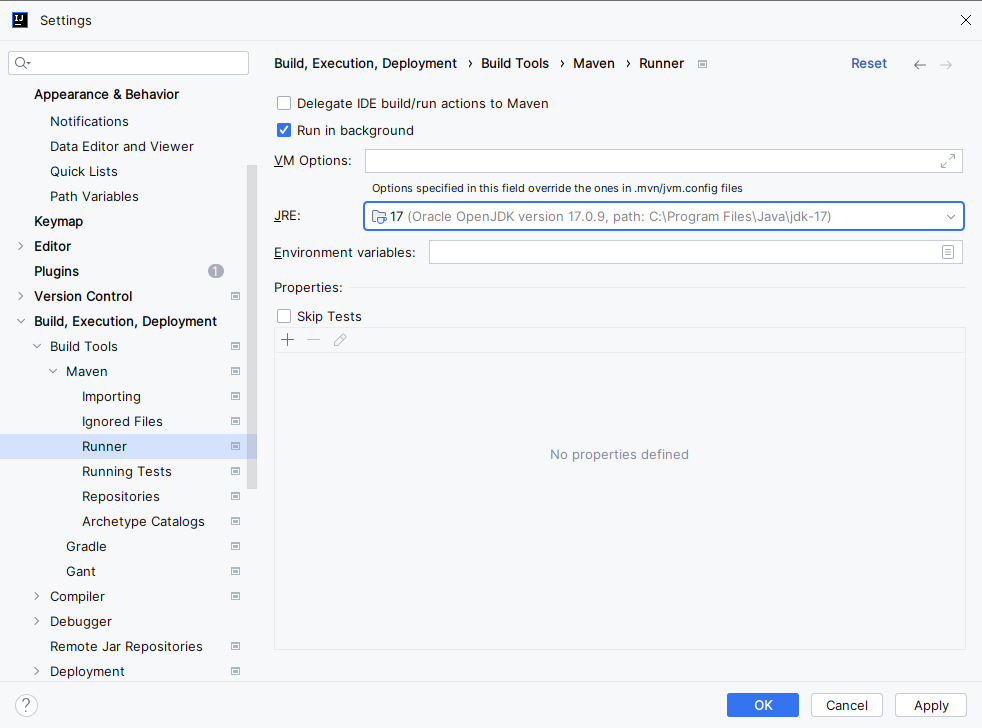 Settings
Build, Execution, Deployment › Build Tools › Maven › Runner
Reset
Appearance & Behavior
Notifications
Data Editor and Viewer
Quick Lists
Path Variables
Keymap
Editor
Plugins
1
Version Control
Build, Execution, Deployment
Build Tools
Maven
Importing
Ignored Files
Runner
Running Tests
Repositories
Archetype Catalogs
Gradle
Gant
Compiler
Debugger
Remote Jar Repositories
Deployment
Delegate IDE build/run actions to Maven
Run in background
VM Options:
Options specified in this field override the ones in .mvn/jvm.config files
JRE:
17 (Oracle OpenJDK version 17.0.9, path: C:\Program Files\Java\jdk-17)
Environment variables:
Properties:
Skip Tests
No properties defined
?
OK
Cancel
Apply